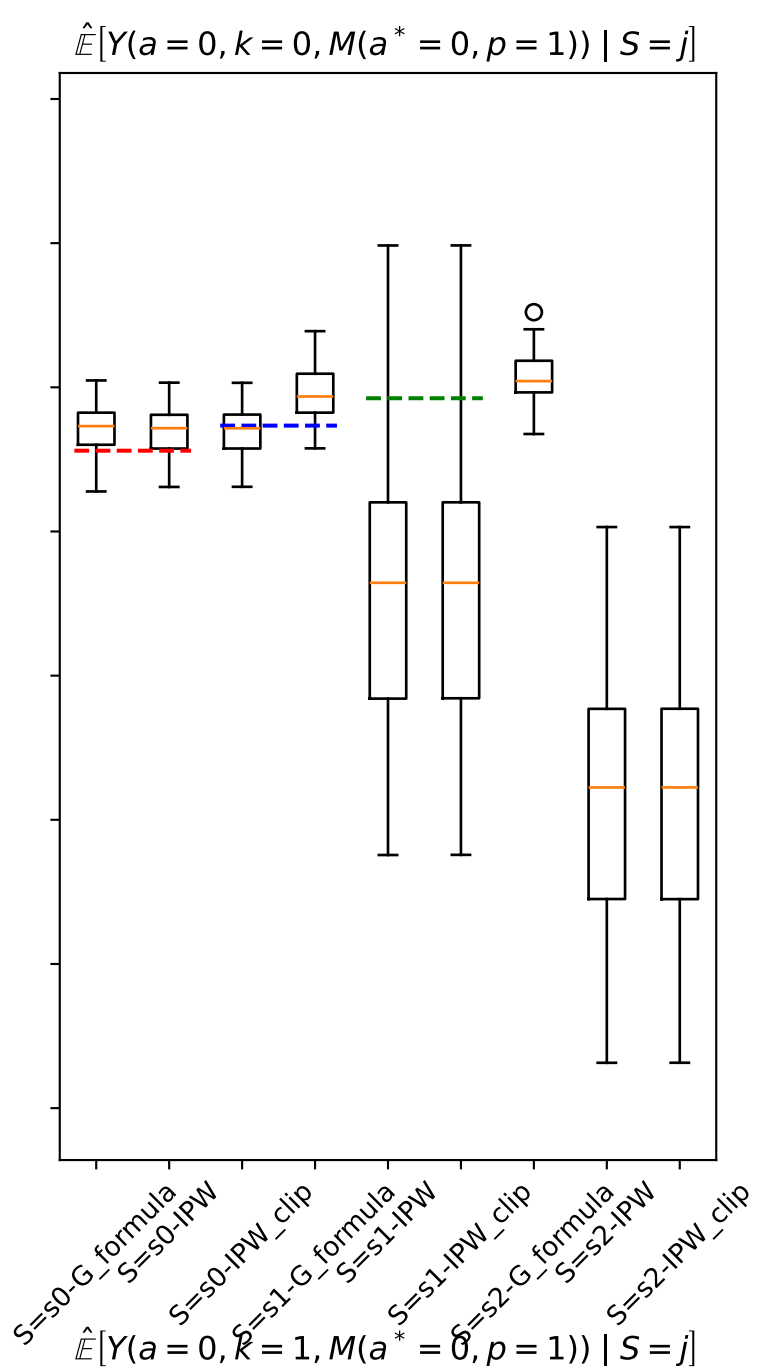 𝔼̂[Y(a = 0, k = 0, M(a* = 0, p = 1)) | S = j]
S=s0-G_formula
S=s0-IPW
S=s0-IPW_clip
S=s1-G_formula
S=s1-IPW
S=s1-IPW_clip
S=s2-G_formula
S=s2-IPW
S=s2-IPW_clip
𝔼̂[Y(a = 0, k = 1, M(a* = 0, p = 1)) | S = j]